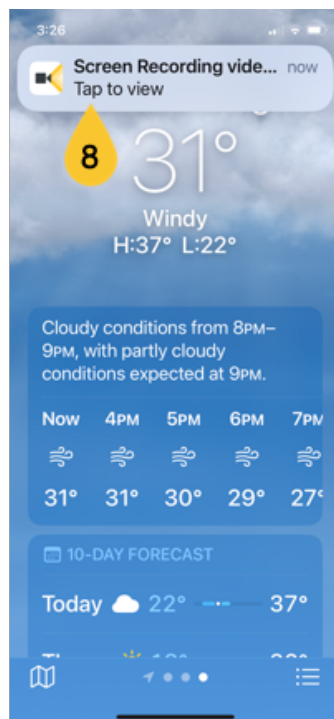 3:26
Screen Recording vide... now
Tap to view
8
31°
Windy
H:37° L:22°
Cloudy conditions from 8PM–
9PM, with partly cloudy
conditions expected at 9PM.
Now 4PM 5PM 6PM 7PM
31° 31° 30° 29° 27°
10-DAY FORECAST
Today 22° 37°